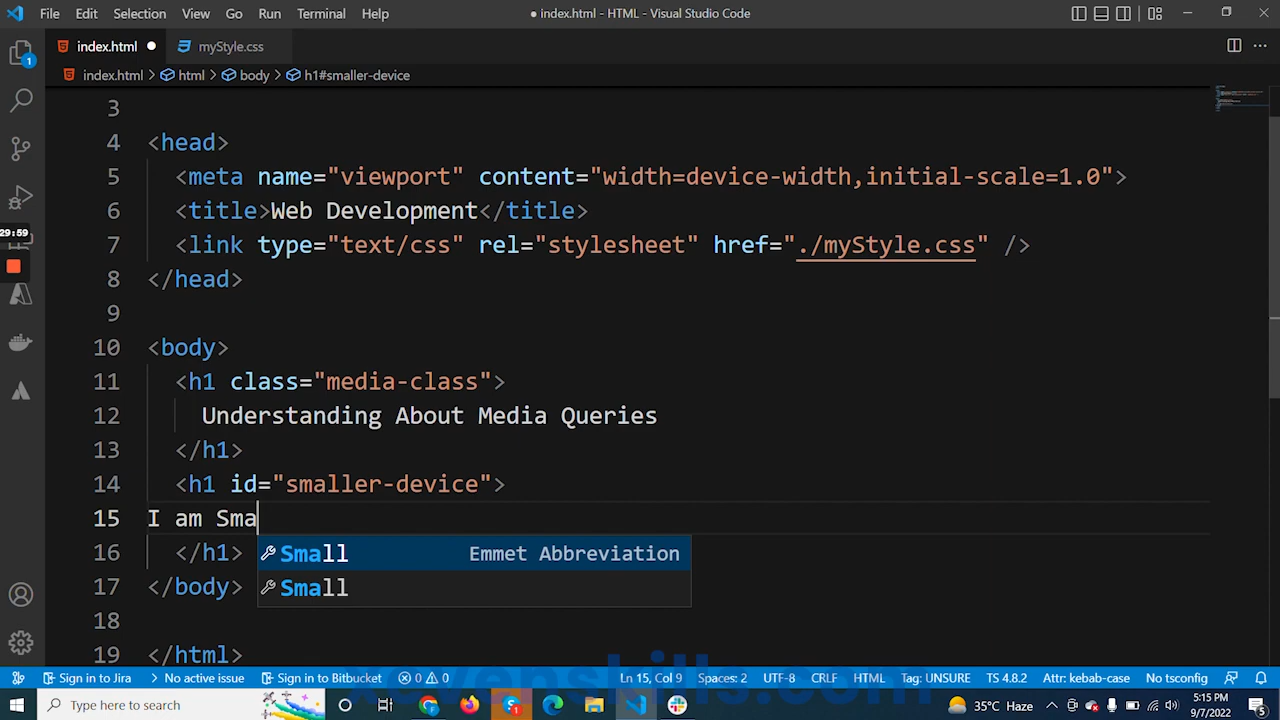 File Edit Selection View Go Run Terminal Help
● index.html - HTML - Visual Studio Code
index.html ● myStyle.css
index.html > html > body > h1#smaller-device
3
4 <head>
5 <meta name="viewport" content="width=device-width,initial-scale=1.0">
6 <title>Web Development</title>
7 <link type="text/css" rel="stylesheet" href="./myStyle.css" />
8 </head>
9
10 <body>
11 <h1 class="media-class">
12 Understanding About Media Queries
13 </h1>
14 <h1 id="smaller-device">
15 I am Sma
16 </h1>
Small Emmet Abbreviation
17 </body>
Small
18
19 </html>
1
29:59
Sign in to Jira No active issue Sign in to Bitbucket 0 0 Ln 15, Col 9 Spaces: 2 UTF-8 CRLF HTML Tag: UNSURE TS 4.8.2 Attr: kebab-case No tsconfig
Type here to search
35°C Haze
5:15 PM
9/7/2022
5